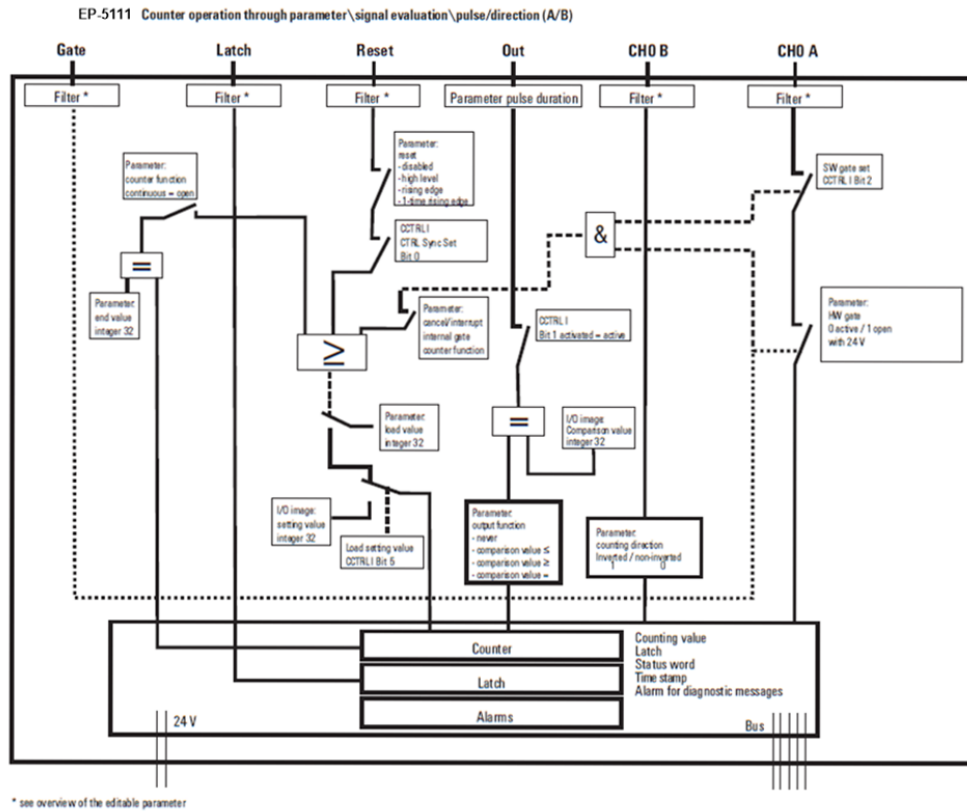 EP-5111 Counter operation through parameter\signal evaluation\pulse/direction (A/B)
Gate
Latch
Reset
Out
CH0 B
CH0 A
Filter *
Filter *
Filter *
Parameter pulse duration
Filter *
Filter *
Parameter:
counter function
continuous = open
Parameter:
reset
- disabled
- high level
- rising edge
- 1-time rising edge
SW gate set
CCTRL I Bit 2
CCTRL I
CTRL Sync Set
Bit 0
&
=
Parameter:
end value
integer 32
Parameter:
cancel/interrupt
internal gate
counter function
CCTRL I
Bit 1 activated = active
Parameter:
HW gate
0 active / 1 open
with 24 V
≥
Parameter:
load value
integer 32
=
I/O image:
Comparison value
integer 32
I/O image:
setting value
integer 32
Load setting value
CCTRL I Bit 5
Parameter:
output function
- never
- comparison value ≤
- comparison value ≥
- comparison value =
Parameter:
counting direction
Inverted / non-inverted
1 0
Counter
Latch
Alarms
Counting value
Latch
Status word
Time stamp
Alarm for diagnostic messages
24 V
Bus
* see overview of the editable parameter